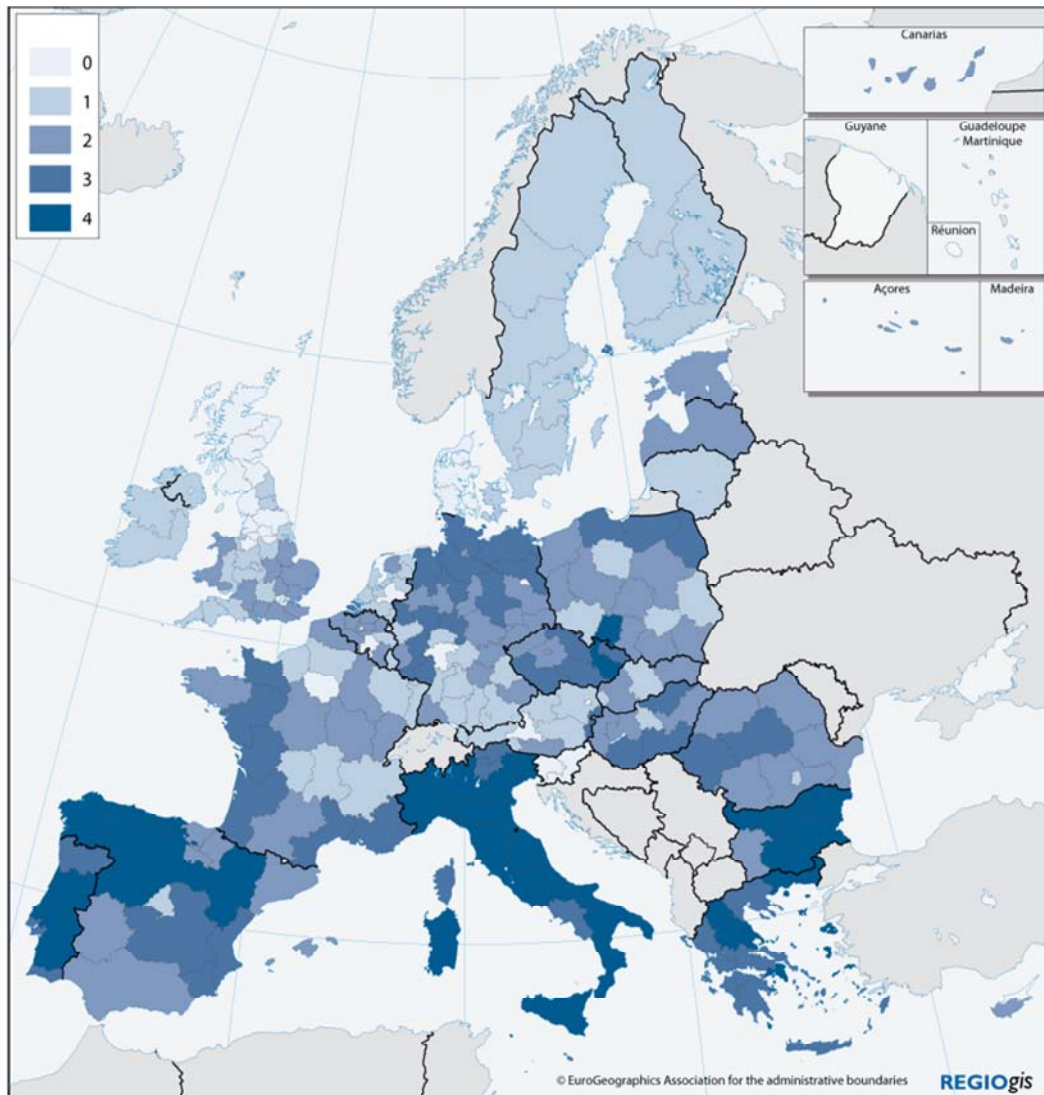 0
1
2
3
4
Canarias
Guyane
Guadeloupe
Martinique
Réunion
Açores
Madeira
© EuroGeographics Association for the administrative boundaries
REGIOgis